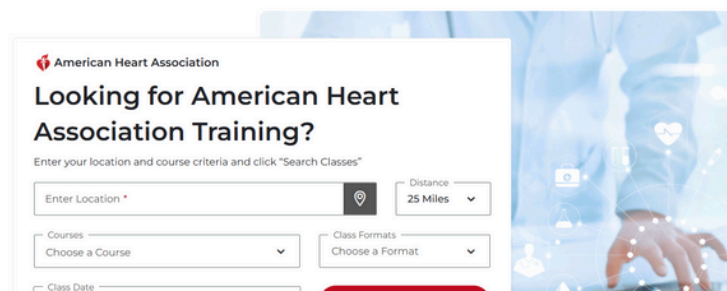 American Heart Association
Looking for American Heart
Association Training?
Enter your location and course criteria and click “Search Classes”
Enter Location *
Distance
25 Miles
Courses
Choose a Course
Class Formats
Choose a Format
Class Date